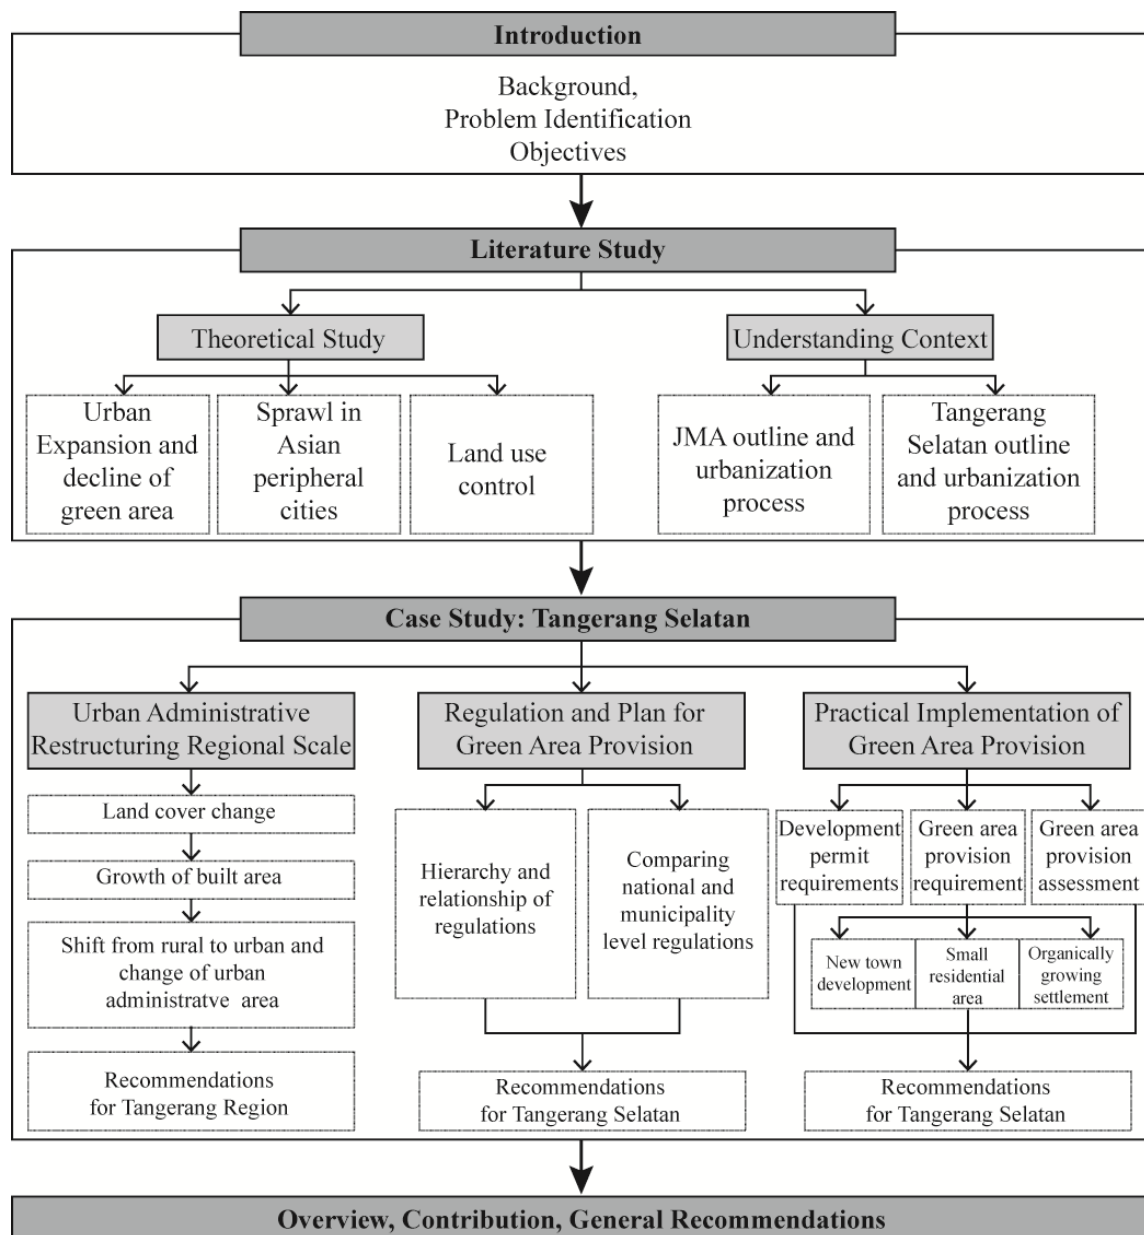 Introduction
Background,
Problem Identification
Objectives
Literature Study
Theoretical Study
Understanding Context
Urban
Expansion and
decline of
green area
Sprawl in
Asian
peripheral
cities
Land use
control
JMA outline and
urbanization
process
Tangerang
Selatan outline
and urbanization
process
Case Study: Tangerang Selatan
Urban Administrative
Restructuring Regional Scale
Regulation and Plan for
Green Area Provision
Practical Implementation of
Green Area Provision
Land cover change
Growth of built area
Shift from rural to urban and
change of urban
administratve area
Recommendations
for Tangerang Region
Hierarchy and
relationship of
regulations
Comparing
national and
municipality
level regulations
Recommendations
for Tangerang Selatan
Development
permit
requirements
Green area
provision
requirement
Green area
provision
assessment
New town
development
Small
residential
area
Organically
growing
settlement
Recommendations
for Tangerang Selatan
Overview, Contribution, General Recommendations